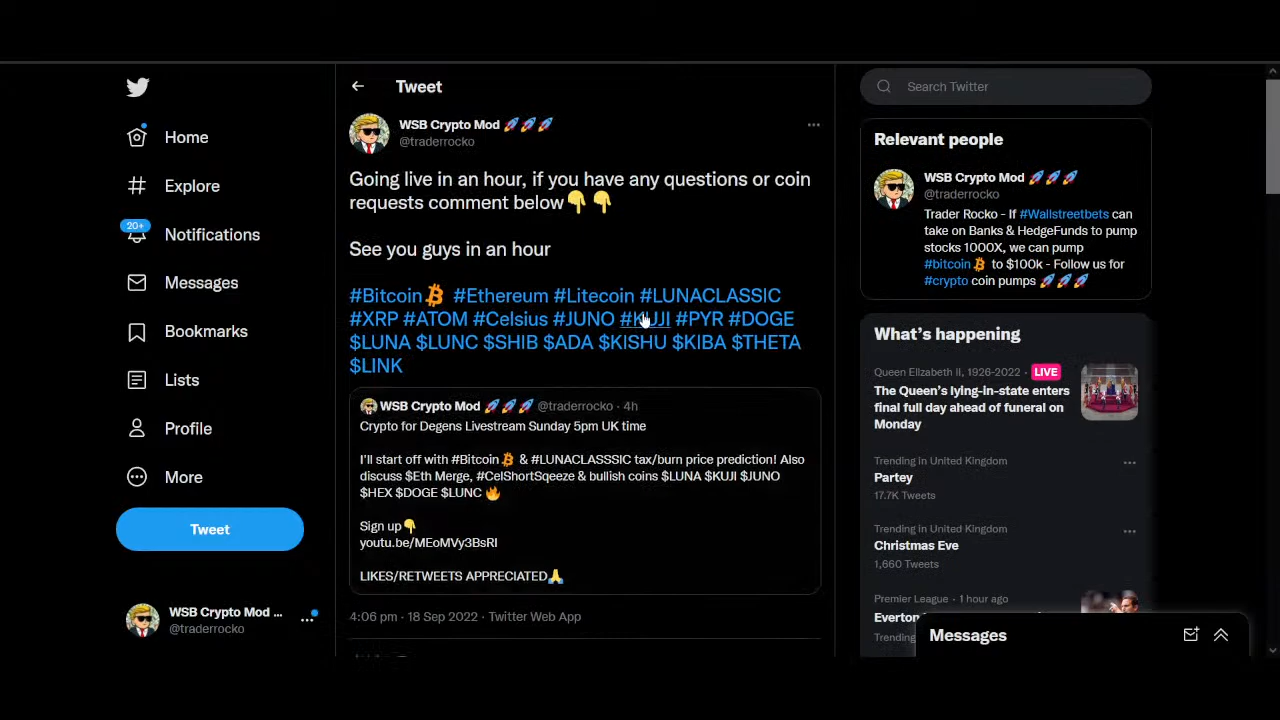 Home
Explore
20+
Notifications
Messages
Bookmarks
Lists
Profile
More
Tweet
WSB Crypto Mod ...
@traderrocko
Tweet
WSB Crypto Mod 🚀🚀🚀
@traderrocko
Going live in an hour, if you have any questions or coin
requests comment below👇 👇
See you guys in an hour
#Bitcoin #Ethereum #Litecoin #LUNACLASSIC
#XRP #ATOM #Celsius #JUNO #KUJI #PYR #DOGE
$LUNA $LUNC $SHIB $ADA $KISHU $KIBA $THETA
$LINK
WSB Crypto Mod 🚀🚀🚀 @traderrocko · 4h
Crypto for Degens Livestream Sunday 5pm UK time
I'll start off with #Bitcoin & #LUNACLASSSIC tax/burn price prediction! Also
discuss $Eth Merge, #CelShortSqeeze & bullish coins $LUNA $KUJI $JUNO
$HEX $DOGE $LUNC 🔥
Sign up👇
youtu.be/MEoMVy3BsRI
LIKES/RETWEETS APPRECIATED🙏
4:06 pm · 18 Sep 2022 · Twitter Web App
Search Twitter
Relevant people
WSB Crypto Mod 🚀🚀🚀
@traderrocko
Trader Rocko - If #Wallstreetbets can
take on Banks & HedgeFunds to pump
stocks 1000X, we can pump
#bitcoin to $100k - Follow us for
#crypto coin pumps 🚀🚀🚀
What's happening
Queen Elizabeth II, 1926-2022 · LIVE
The Queen's lying-in-state enters
final full day ahead of funeral on
Monday
Trending in United Kingdom
Partey
17.7K Tweets
Trending in United Kingdom
Christmas Eve
1,660 Tweets
Premier League · 1 hour ago
Everton
Trending
Messages